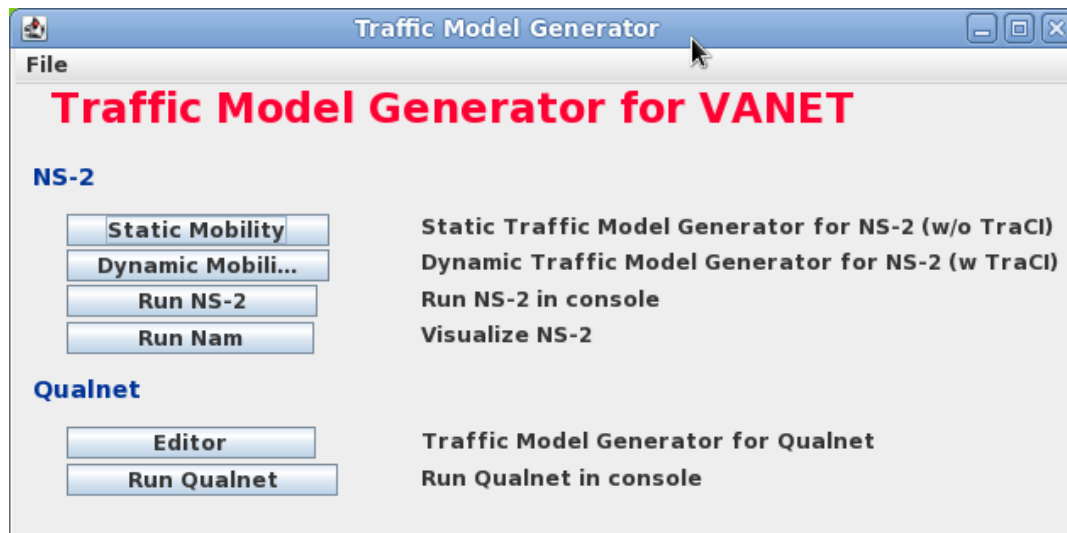 Traffic Model Generator
File
Traffic Model Generator for VANET
NS-2
Static Mobility Static Traffic Model Generator for NS-2 (w/o TraCI)
Dynamic Mobili... Dynamic Traffic Model Generator for NS-2 (w TraCI)
Run NS-2 Run NS-2 in console
Run Nam Visualize NS-2
Qualnet
Editor Traffic Model Generator for Qualnet
Run Qualnet Run Qualnet in console